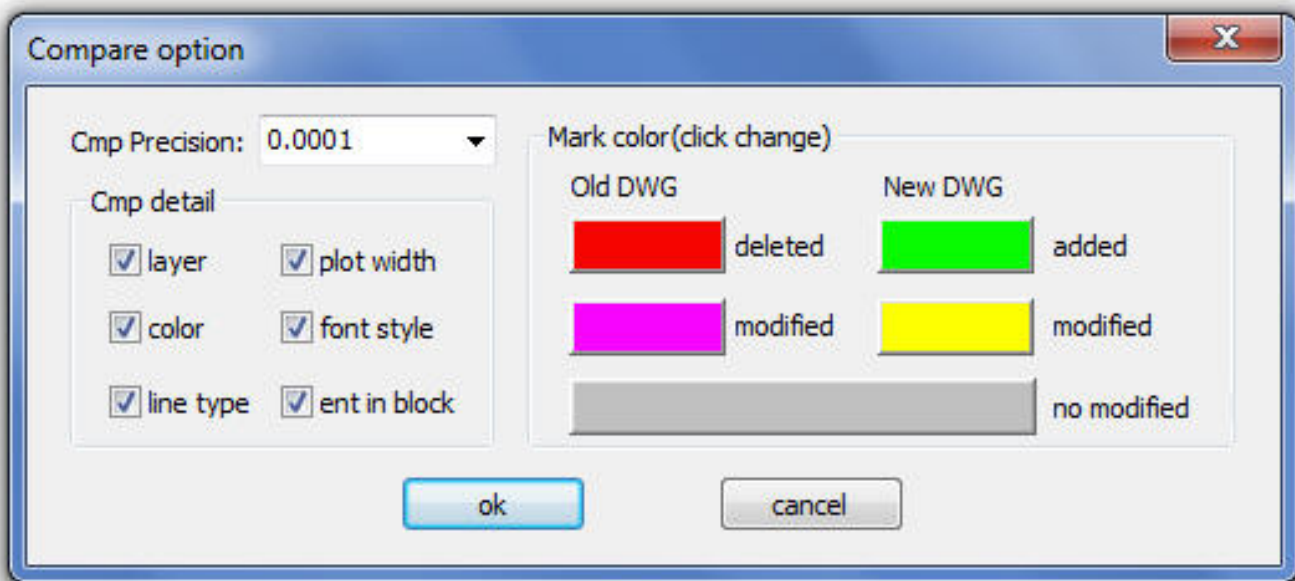 Compare option
Cmp Precision: 0.0001
Cmp detail
layer
plot width
color
font style
line type
ent in block
Mark color(click change)
Old DWG
New DWG
deleted
added
modified
modified
no modified
ok
cancel